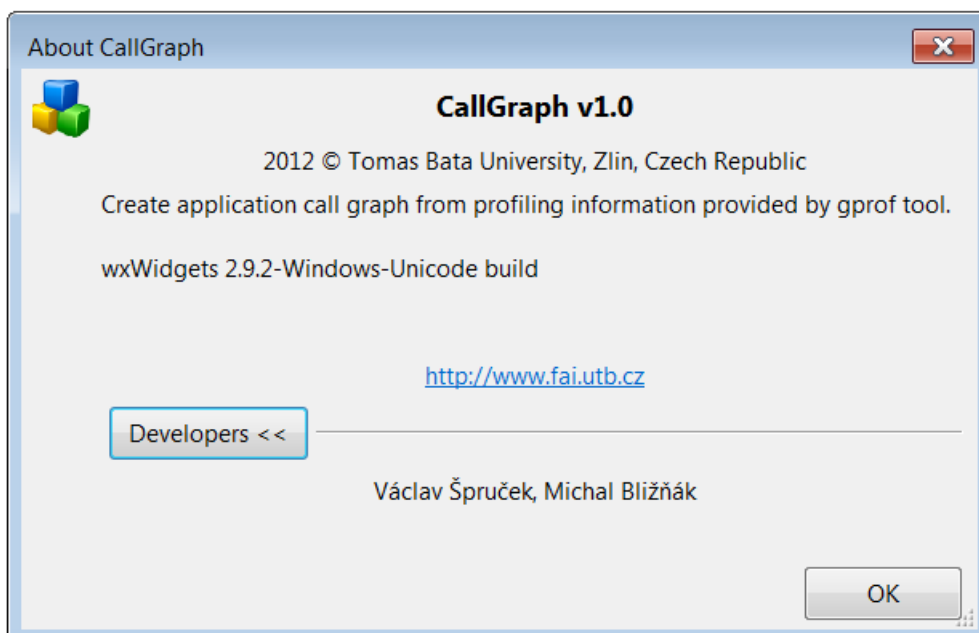 About CallGraph
CallGraph v1.0
2012 © Tomas Bata University, Zlin, Czech Republic
Create application call graph from profiling information provided by gprof tool.
wxWidgets 2.9.2-Windows-Unicode build
http://www.fai.utb.cz
Developers <<
Václav Špruček, Michal Bližňák
OK